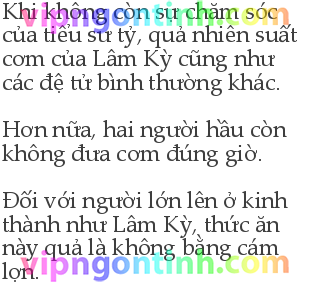 Khi không còn sự chăm sóc
vipngontinh.com
của tiểu sư tỷ, quả nhiên suất
cơm của Lâm Kỳ cũng như
các đệ tử bình thường khác.
Hơn nữa, hai người hầu còn
không đưa cơm đúng giờ.
Đối với người lớn lên ở kinh
thành như Lâm Kỳ, thức ăn
này quả là không bằng cám
vipngontinh.com
lợn.